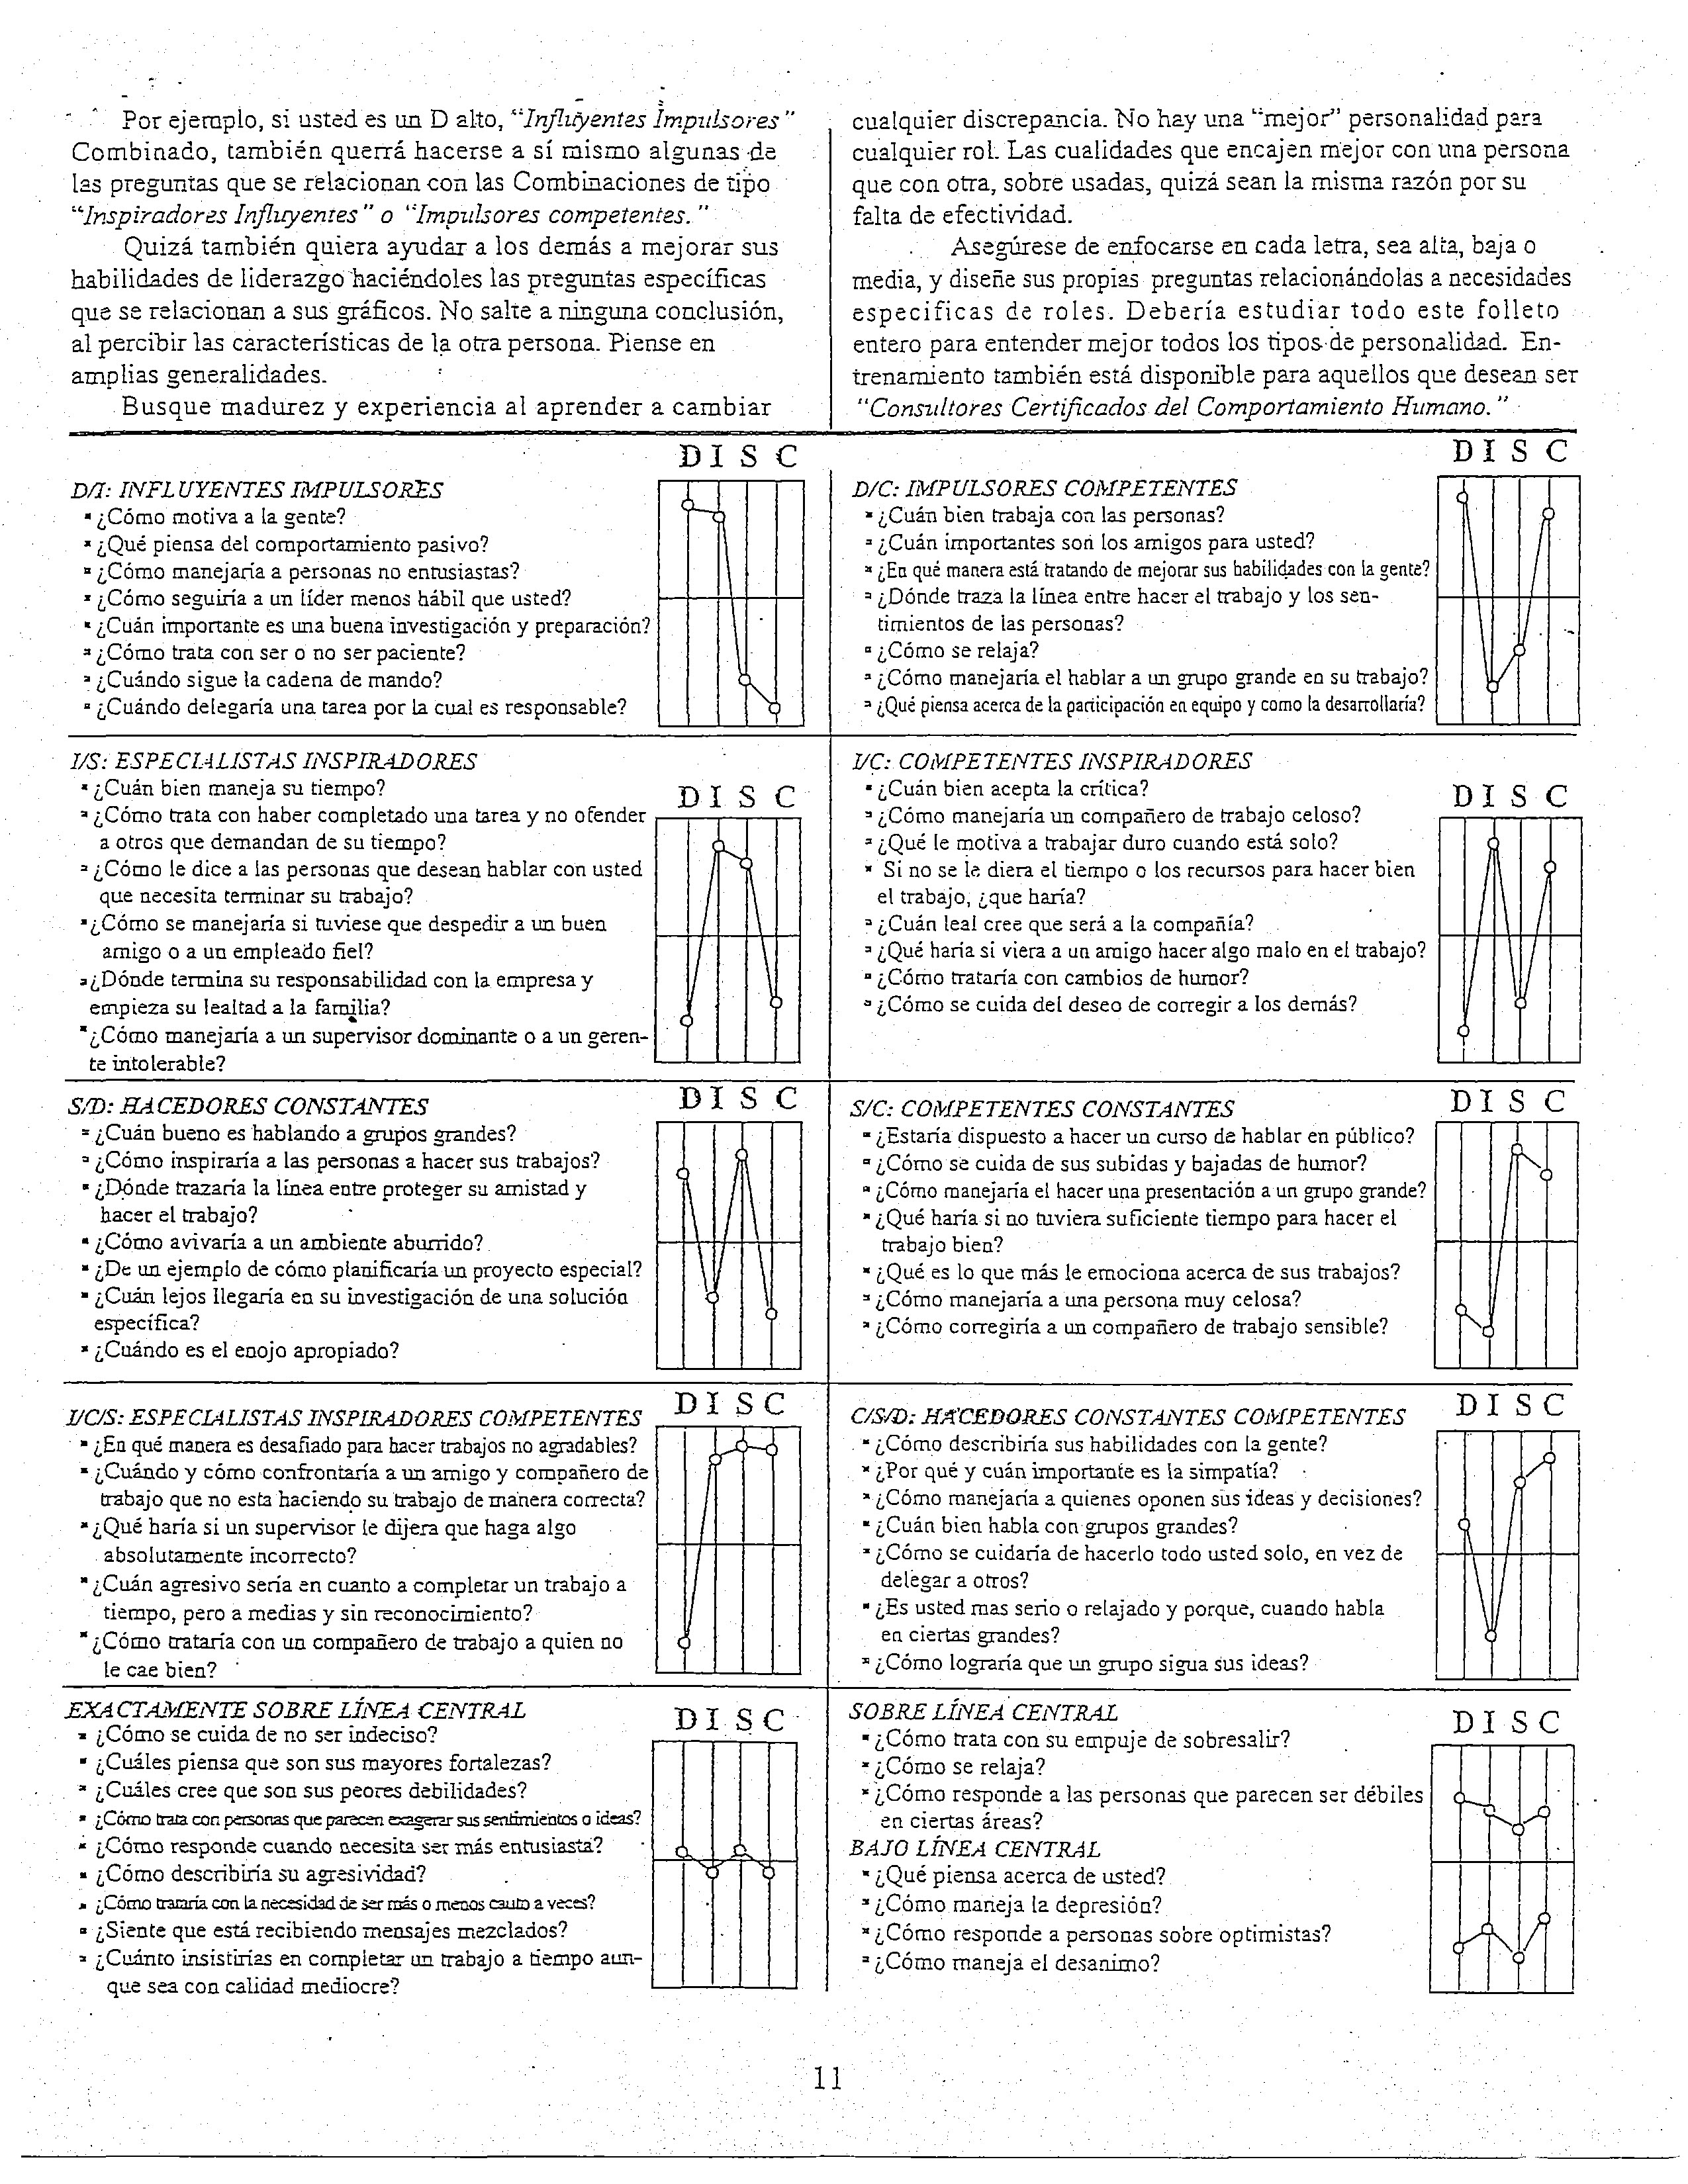 Por ejemplo, si usted es un D alto, “Influyentes Impulsores”
Combinado, también querrá hacerse a sí mismo algunas de
las preguntas que se relacionan con las Combinaciones de tipo
“Inspiradores Influyentes” o “Impulsores competentes.”
Quizá también quiera ayudar a los demás a mejorar sus
habilidades de liderazgo haciéndoles las preguntas específicas
que se relacionan a sus gráficos. No salte a ninguna conclusión,
al percibir las características de la otra persona. Piense en
amplias generalidades.
Busque madurez y experiencia al aprender a cambiar
cualquier discrepancia. No hay una “mejor” personalidad para
cualquier rol. Las cualidades que encajen mejor con una persona
que con otra, sobre usadas, quizá sean la misma razón por su
falta de efectividad.
Asegúrese de enfocarse en cada letra, sea alta, baja o
media, y diseñe sus propias preguntas relacionándolas a necesidades
especificas de roles. Debería estudiar todo este folleto
entero para entender mejor todos los tipos de personalidad. En-
trenamiento también está disponible para aquellos que desean ser
“Consultores Certificados del Comportamiento Humano.”
D I S C
D/I: INFLUYENTES IMPULSORES
▪ ¿Cómo motiva a la gente?
▪ ¿Qué piensa del comportamiento pasivo?
▪ ¿Cómo manejaría a personas no entusiastas?
▪ ¿Cómo seguiría a un líder menos hábil que usted?
▪ ¿Cuán importante es una buena investigación y preparación?
▪ ¿Cómo trata con ser o no ser paciente?
▪ ¿Cuándo sigue la cadena de mando?
▪ ¿Cuándo delegaría una tarea por la cual es responsable?
D I S C
D/C: IMPULSORES COMPETENTES
▪ ¿Cuán bien trabaja con las personas?
▪ ¿Cuán importantes son los amigos para usted?
▪ ¿En qué manera está tratando de mejorar sus habilidades con la gente?
▪ ¿Dónde traza la línea entre hacer el trabajo y los sen-
timientos de las personas?
▪ ¿Cómo se relaja?
▪ ¿Cómo manejaría el hablar a un grupo grande en su trabajo?
▪ ¿Qué piensa acerca de la participación en equipo y como la desarrollaría?
I/S: ESPECIALISTAS INSPIRADORES
▪ ¿Cuán bien maneja su tiempo?
D I S C
▪ ¿Cómo trata con haber completado una tarea y no ofender
a otros que demandan de su tiempo?
▪ ¿Cómo le dice a las personas que desean hablar con usted
que necesita terminar su trabajo?
▪ ¿Cómo se manejaría si tuviese que despedir a un buen
amigo o a un empleado fiel?
▪ ¿Dónde termina su responsabilidad con la empresa y
empieza su lealtad a la familia?
▪ ¿Cómo manejaría a un supervisor dominante o a un geren-
te intolerable?
I/C: COMPETENTES INSPIRADORES
▪ ¿Cuán bien acepta la crítica?
D I S C
▪ ¿Cómo manejaría un compañero de trabajo celoso?
▪ ¿Qué le motiva a trabajar duro cuando está solo?
▪ Si no se le diera el tiempo o los recursos para hacer bien
el trabajo, ¿que haría?
▪ ¿Cuán leal cree que será a la compañía?
▪ ¿Qué haría si viera a un amigo hacer algo malo en el trabajo?
▪ ¿Cómo trataría con cambios de humor?
▪ ¿Cómo se cuida del deseo de corregir a los demás?
D I S C
S/D: HACEDORES CONSTANTES
▪ ¿Cuán bueno es hablando a grupos grandes?
▪ ¿Cómo inspiraría a las personas a hacer sus trabajos?
▪ ¿Dónde trazaría la línea entre proteger su amistad y
hacer el trabajo?
▪ ¿Cómo avivaría a un ambiente aburrido?
▪ ¿De un ejemplo de cómo planificaría un proyecto especial?
▪ ¿Cuán lejos llegaría en su investigación de una solución
específica?
▪ ¿Cuándo es el enojo apropiado?
D I S C
S/C: COMPETENTES CONSTANTES
▪ ¿Estaría dispuesto a hacer un curso de hablar en público?
▪ ¿Cómo se cuida de sus subidas y bajadas de humor?
▪ ¿Cómo manejaría el hacer una presentación a un grupo grande?
▪ ¿Qué haría si no tuviera suficiente tiempo para hacer el
trabajo bien?
▪ ¿Qué es lo que más le emociona acerca de sus trabajos?
▪ ¿Cómo manejaría a una persona muy celosa?
▪ ¿Cómo corregiría a un compañero de trabajo sensible?
D I S C
I/C/S: ESPECIALISTAS INSPIRADORES COMPETENTES
▪ ¿En qué manera es desafiado para hacer trabajos no agradables?
▪ ¿Cuándo y cómo confrontaría a un amigo y compañero de
trabajo que no esta haciendo su trabajo de manera correcta?
▪ ¿Qué haría si un supervisor le dijera que haga algo
absolutamente incorrecto?
▪ ¿Cuán agresivo sería en cuanto a completar un trabajo a
tiempo, pero a medias y sin reconocimiento?
▪ ¿Cómo trataría con un compañero de trabajo a quien no
le cae bien?
D I S C
C/S/D: HACEDORES CONSTANTES COMPETENTES
▪ ¿Cómo describiría sus habilidades con la gente?
▪ ¿Por qué y cuán importante es la simpatía?
▪ ¿Cómo manejaría a quienes oponen sus ideas y decisiones?
▪ ¿Cuán bien habla con grupos grandes?
▪ ¿Cómo se cuidaría de hacerlo todo usted solo, en vez de
delegar a otros?
▪ ¿Es usted mas serio o relajado y porque, cuando habla
en ciertas grandes?
▪ ¿Cómo lograría que un grupo sigua sus ideas?
EXACTAMENTE SOBRE LÍNEA CENTRAL
D I S C
▪ ¿Cómo se cuida de no ser indeciso?
▪ ¿Cuáles piensa que son sus mayores fortalezas?
▪ ¿Cuáles cree que son sus peores debilidades?
▪ ¿Cómo trata con personas que parecen exagerar sus sentimientos o ideas?
▪ ¿Cómo responde cuando necesita ser más entusiasta?
▪ ¿Cómo describiría su agresividad?
▪ ¿Cómo trataría con la necesidad de ser más o menos cauto a veces?
▪ ¿Siente que está recibiendo mensajes mezclados?
▪ ¿Cuánto insistirías en completar un trabajo a tiempo aun-
que sea con calidad mediocre?
SOBRE LÍNEA CENTRAL
D I S C
▪ ¿Cómo trata con su empuje de sobresalir?
▪ ¿Cómo se relaja?
▪ ¿Cómo responde a las personas que parecen ser débiles
en ciertas áreas?
BAJO LÍNEA CENTRAL
▪ ¿Qué piensa acerca de usted?
▪ ¿Cómo maneja la depresión?
▪ ¿Cómo responde a personas sobre optimistas?
▪ ¿Cómo maneja el desanimo?
11